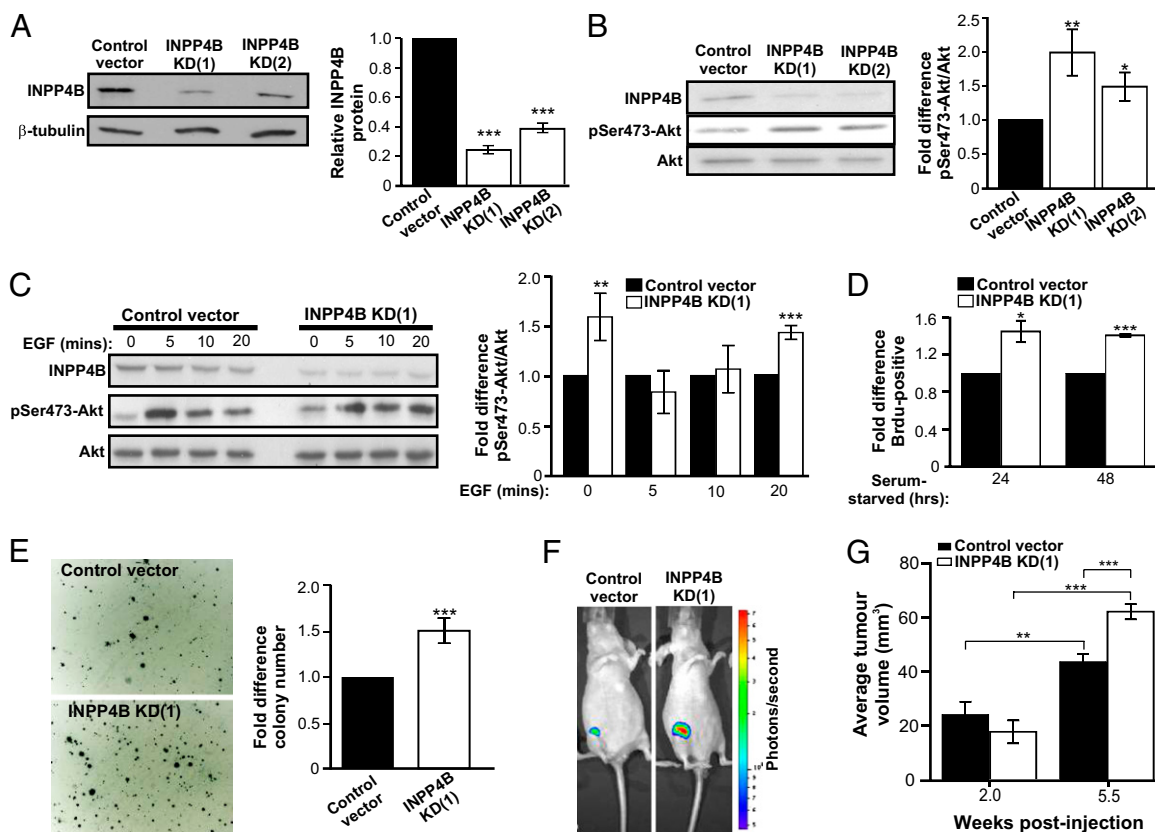 A
Control
vector
INPP4B
KD(1)
INPP4B
KD(2)
INPP4B
β-tubulin
Relative INPP4B
protein
1.0
0.8
0.6
0.4
0.2
0
***
***
Control
vector
INPP4B
KD(1)
INPP4B
KD(2)
B
Control
vector
INPP4B
KD(1)
INPP4B
KD(2)
INPP4B
pSer473-Akt
Akt
Fold difference
pSer473-Akt/Akt
2.5
2.0
1.5
1.0
0.5
0
**
*
Control
vector
INPP4B
KD(1)
INPP4B
KD(2)
C
Control vector
INPP4B KD(1)
EGF (mins): 0 5 10 20 0 5 10 20
INPP4B
pSer473-Akt
Akt
Control vector
INPP4B KD(1)
Fold difference
pSer473-Akt/Akt
2.0
1.5
1.0
0.5
0
**
***
EGF (mins): 0 5 10 20
D
Control vector
INPP4B KD(1)
Fold difference
Brdu-positive
1.6
1.2
0.8
0.4
0
*
***
Serum-
starved (hrs):
24 48
E
Control vector
INPP4B KD(1)
Fold difference
colony number
2.0
1.5
1.0
0.5
0
***
Control
vector
INPP4B
KD(1)
F
Control
vector
INPP4B
KD(1)
Photons/second
G
Control vector
INPP4B KD(1)
Average tumour
volume (mm³)
80
60
40
20
0
**
***
***
2.0 5.5
Weeks post-injection